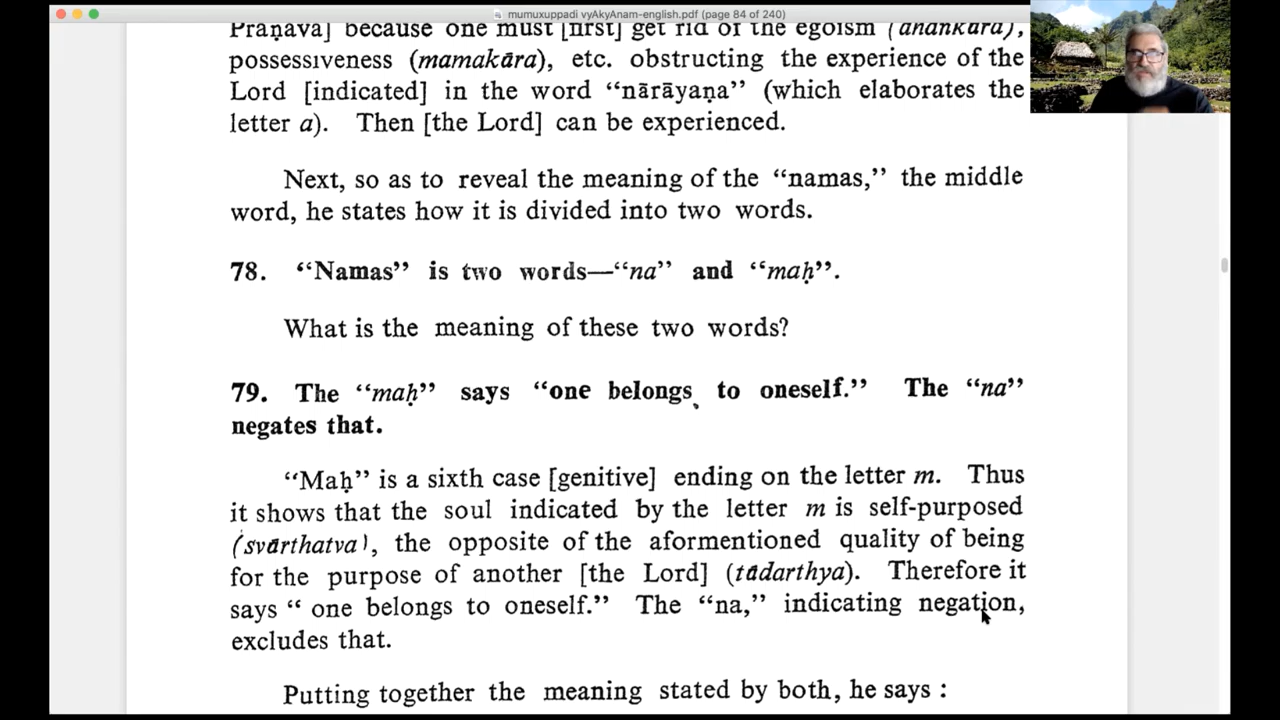 mumuxuppadi vyAkyAnam-english.pdf (page 84 of 240)
Praṇava] because one must [first] get rid of the egoism (ahaṅkāra),
possessiveness (mamakāra), etc. obstructing the experience of the
Lord [indicated] in the word “nārāyaṇa” (which elaborates the
letter a). Then [the Lord] can be experienced.
Next, so as to reveal the meaning of the “namas,” the middle
word, he states how it is divided into two words.
78. “Namas” is two words—“na” and “maḥ”.
What is the meaning of these two words?
79. The “maḥ” says “one belongs to oneself.” The “na”
negates that.
“Maḥ” is a sixth case [genitive] ending on the letter m. Thus
it shows that the soul indicated by the letter m is self-purposed
(svārthatva), the opposite of the aformentioned quality of being
for the purpose of another [the Lord] (tādarthya). Therefore it
says “ one belongs to oneself.” The “na,” indicating negation,
excludes that.
Putting together the meaning stated by both, he says :